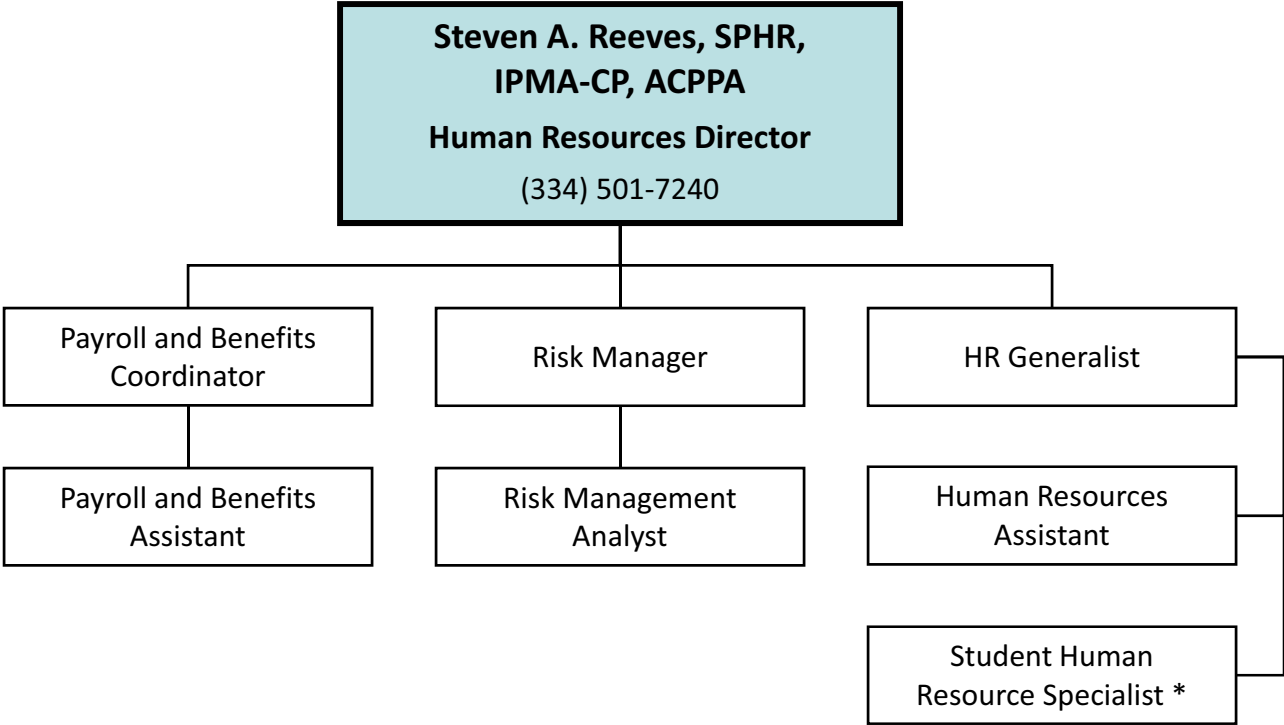 Steven A. Reeves, SPHR,
IPMA-CP, ACPPA
Human Resources Director
(334) 501-7240
Payroll and Benefits
Coordinator
Risk Manager
HR Generalist
Payroll and Benefits
Assistant
Risk Management
Analyst
Human Resources
Assistant
Student Human
Resource Specialist *